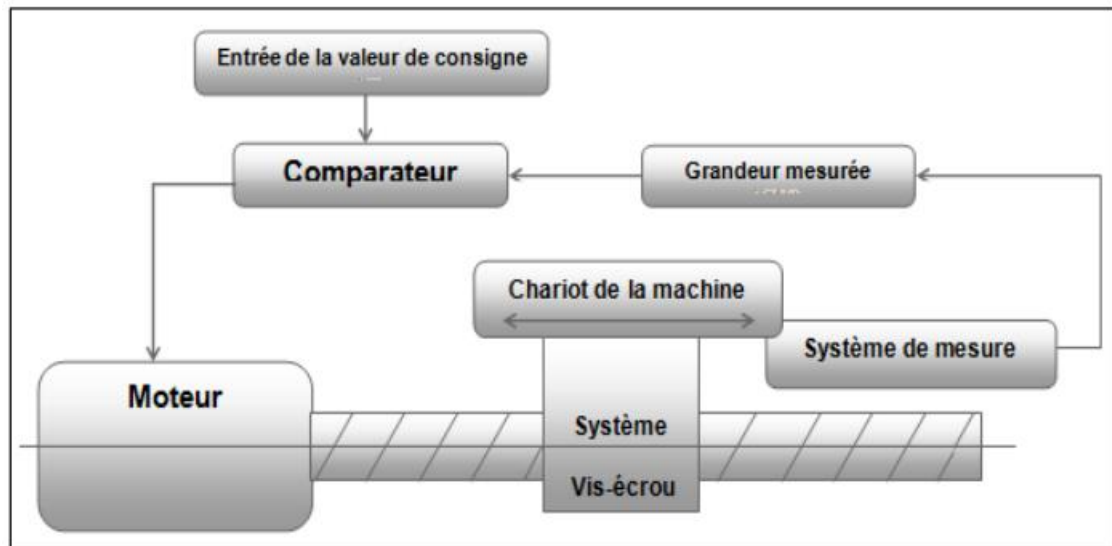 Entrée de la valeur de consigne
Comparateur
Grandeur mesurée
Chariot de la machine
Système de mesure
Moteur
Système
Vis-écrou